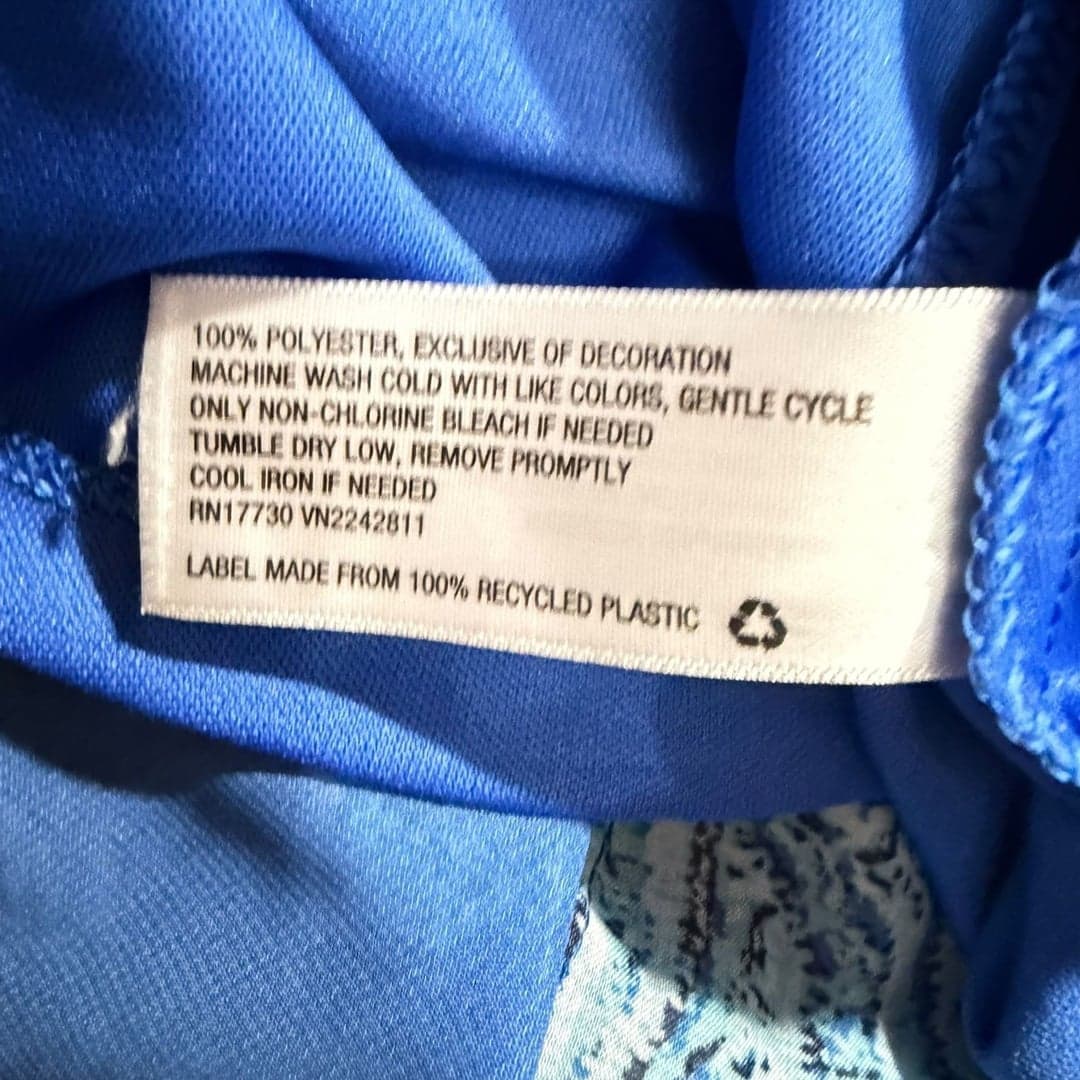 100% POLYESTER, EXCLUSIVE OF DECORATION
MACHINE WASH COLD WITH LIKE COLORS, GENTLE CYCLE
ONLY NON-CHLORINE BLEACH IF NEEDED
TUMBLE DRY LOW, REMOVE PROMPTLY
COOL IRON IF NEEDED
RN17730 VN2242811
LABEL MADE FROM 100% RECYCLED PLASTIC